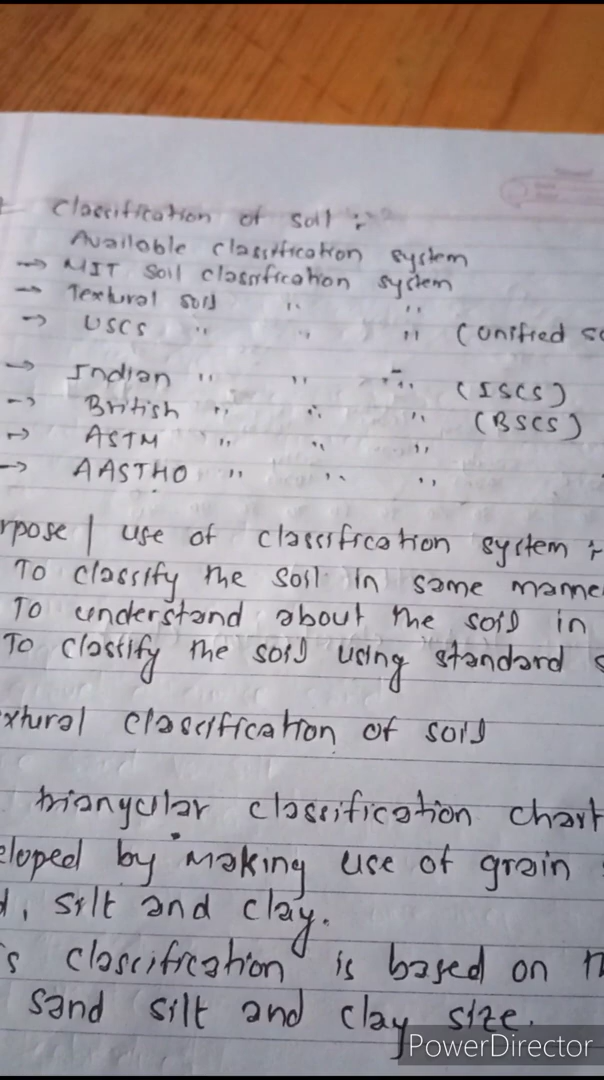 Classification of soil :-
Available classification system
→ MIT soil classification system
→ Textural soil " "
→ USCS " " " (unified sc
→ Indian " " " (ISCS)
→ British " " " (BSCS)
→ ASTM " " "
→ AASTHO " " "
rpose / use of classification system :-
To classify the soil in same manne
To understand about the soil in
To classify the soil using standard s
xtural classification of soil
triangular classification chart
eloped by making use of grain s
d, silt and clay.
s classification is based on th
sand silt and clay size.
PowerDirector